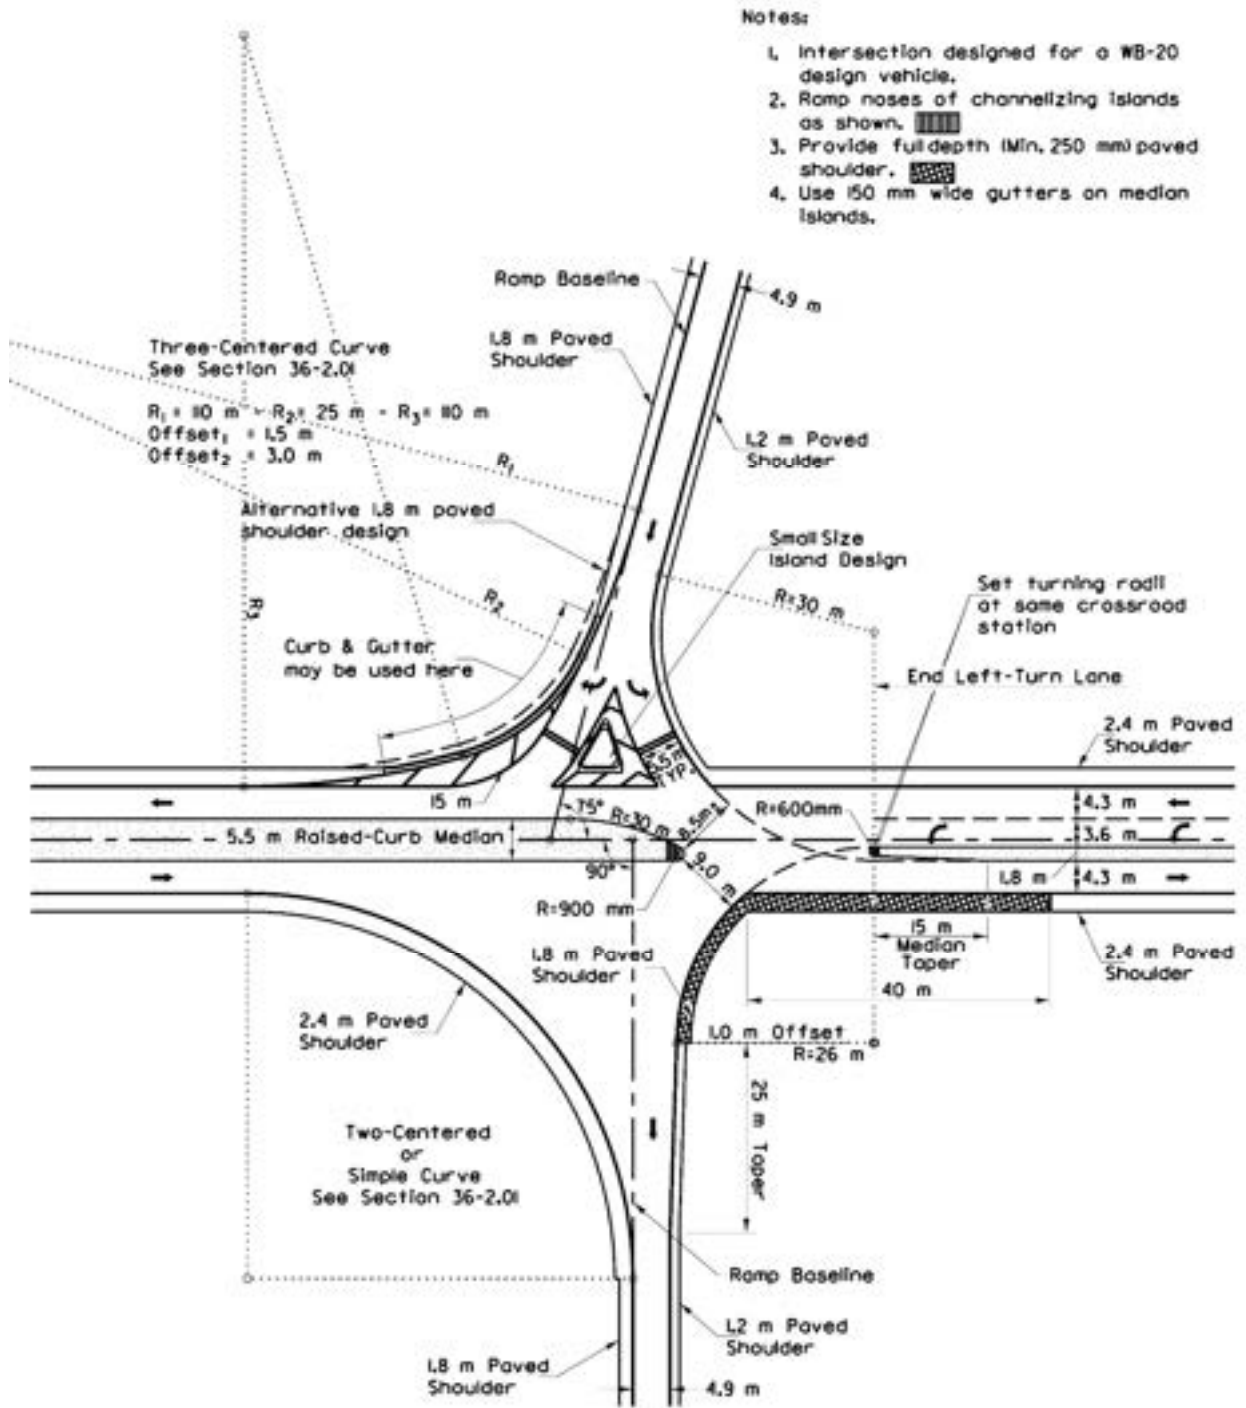 Notes:
1. Intersection designed for a WB-20
design vehicle.
2. Ramp noses of channelizing islands
as shown.
3. Provide full depth (Min. 250 mm) paved
shoulder.
4. Use 150 mm wide gutters on median
islands.
Ramp Baseline
4.9 m
1.8 m Paved
Shoulder
Three-Centered Curve
See Section 36-2.01
R₁ = 110 m - R₂ = 25 m - R₃ = 110 m
Offset₁ = 1.5 m
Offset₂ = 3.0 m
1.2 m Paved
Shoulder
R₁
Alternative 1.8 m paved
shoulder design
Small Size
Island Design
Set turning radii
at same crossroad
station
R=30 m
R₂
R₃
Curb & Gutter
may be used here
End Left-Turn Lane
2.4 m Paved
Shoulder
TYP.
15 m
75°
R=30 m
8.5m
R=600mm
4.3 m
5.5 m Raised-Curb Median
3.6 m
90°
9.0 m
1.8 m
4.3 m
R=900 mm
15 m
Median
Taper
1.8 m Paved
Shoulder
2.4 m Paved
Shoulder
40 m
2.4 m Paved
Shoulder
1.0 m Offset
R=26 m
25 m Taper
Two-Centered
or
Simple Curve
See Section 36-2.01
Ramp Baseline
1.2 m Paved
Shoulder
1.8 m Paved
Shoulder
4.9 m